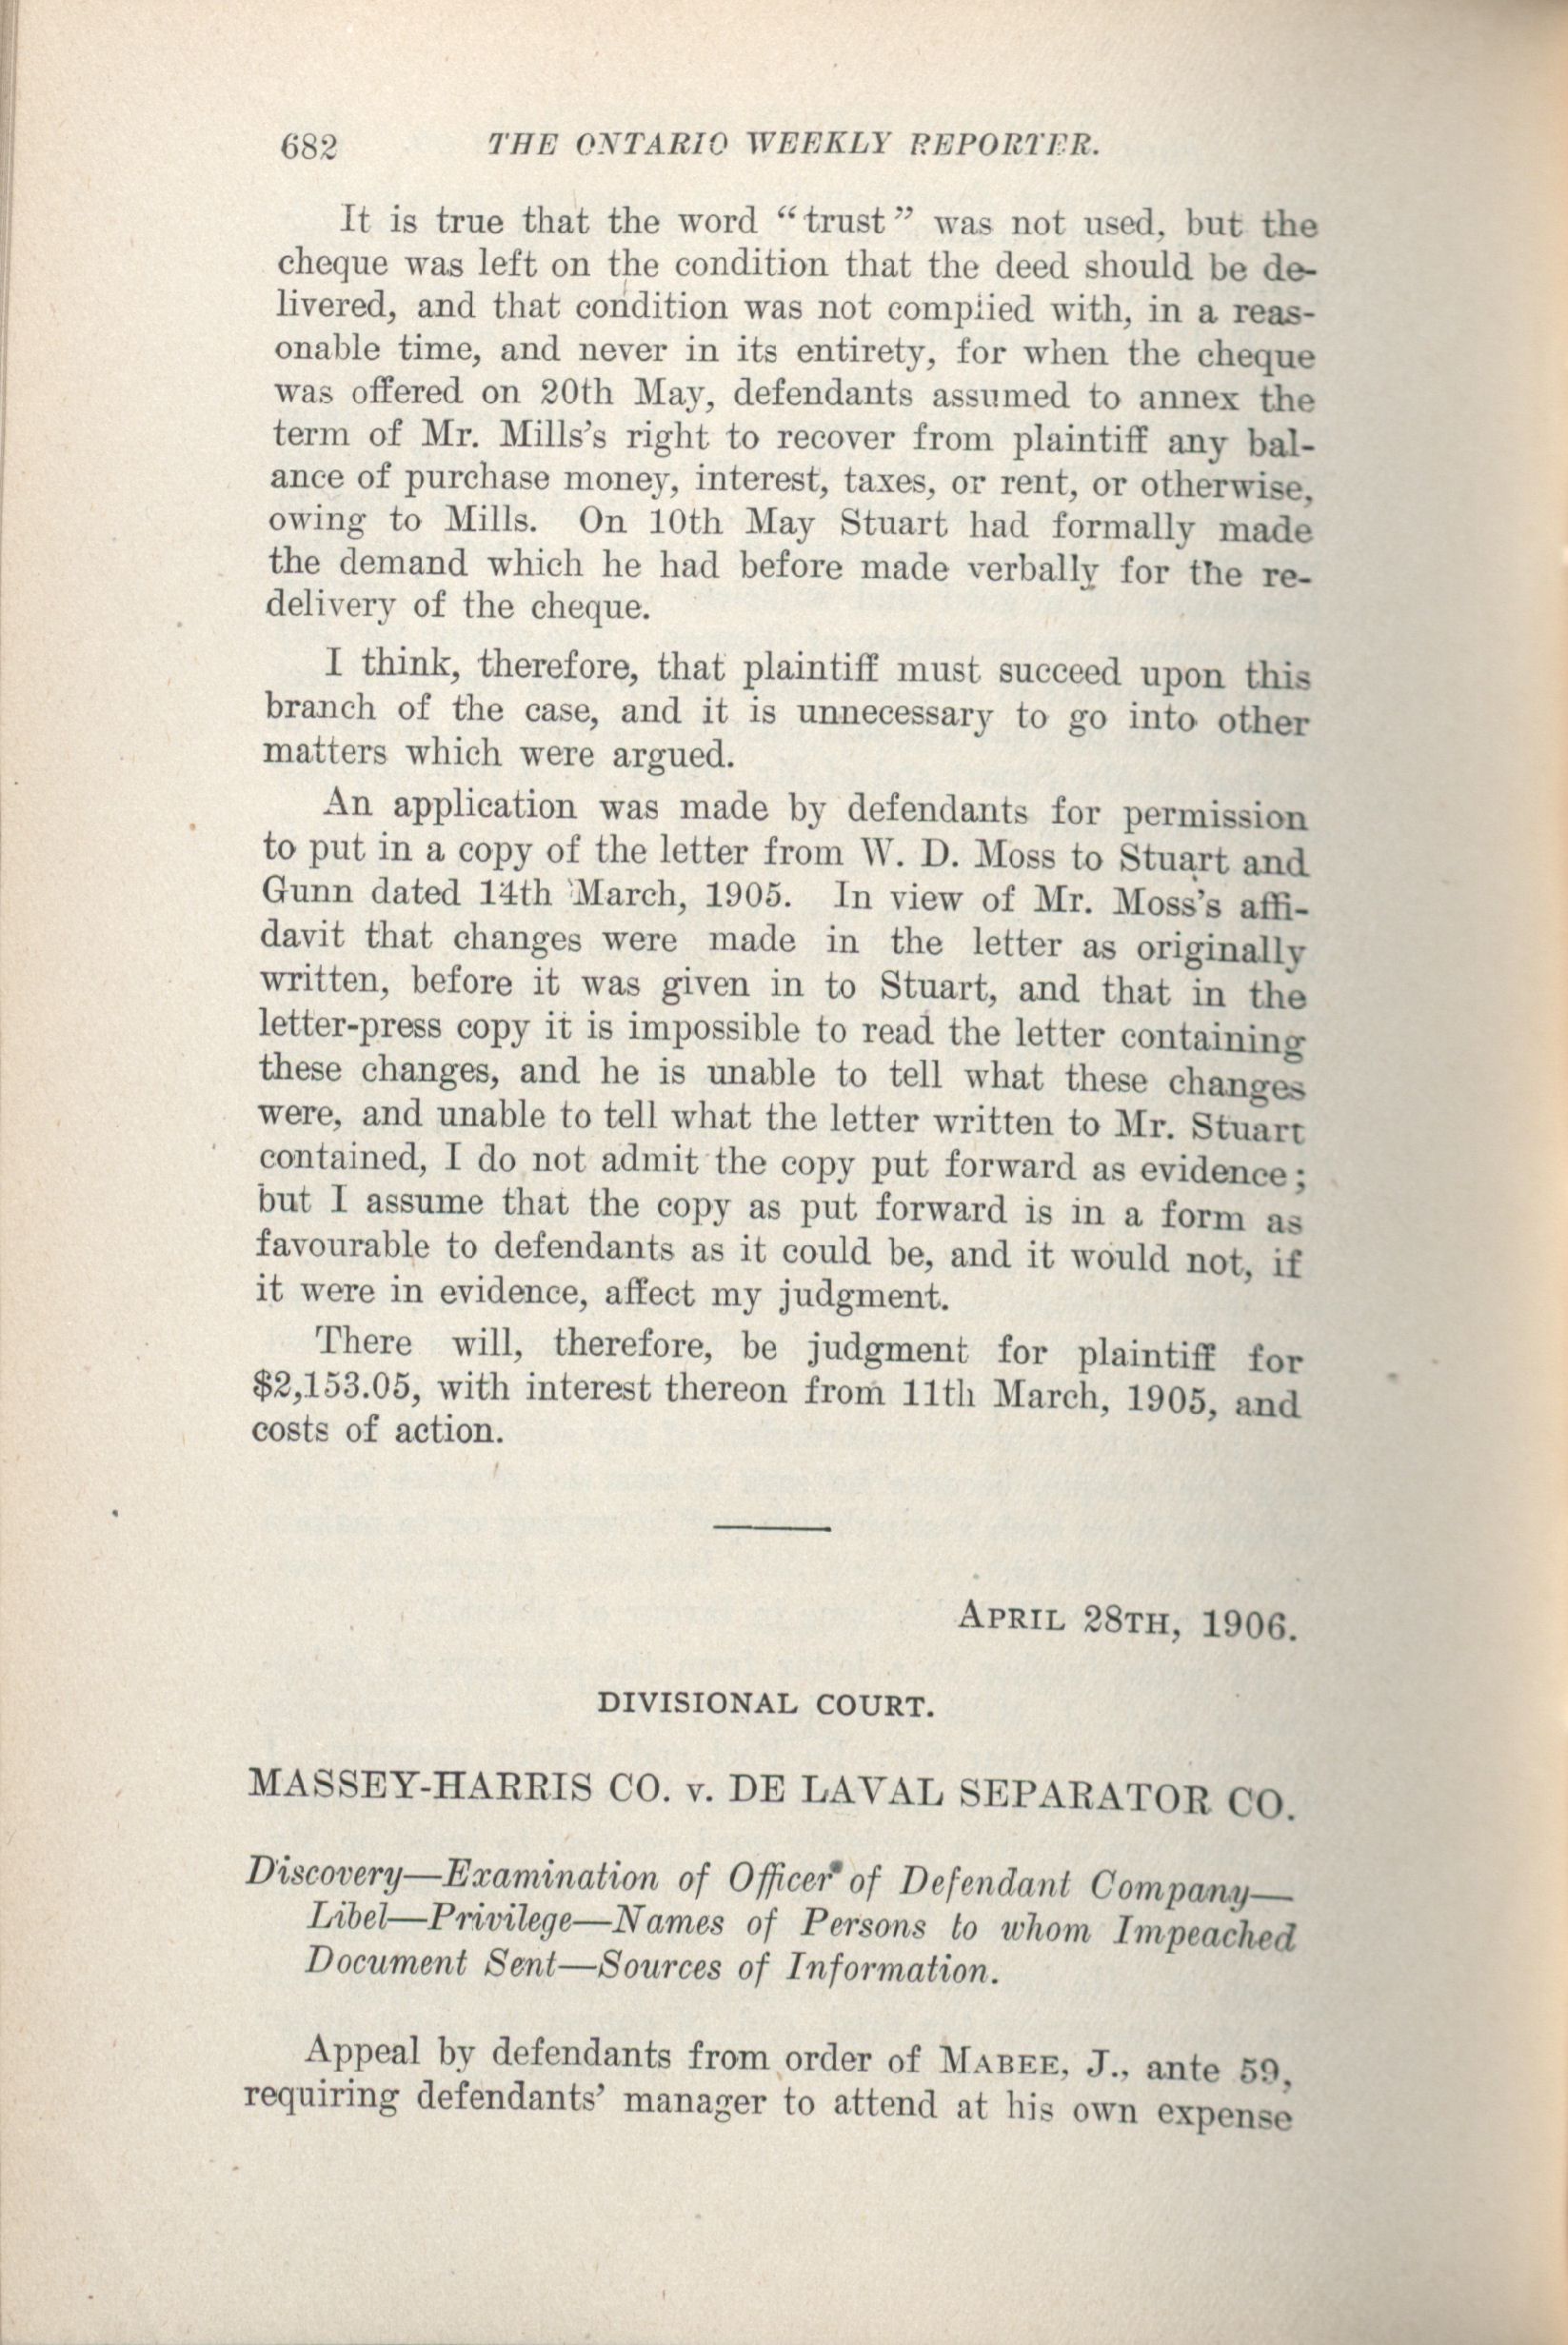 682 THE ONTARIO WEEKLY REPORTER.
It is true that the word “trust” was not used, but the
cheque was left on the condition that the deed should be de-
livered, and that condition was not complied with, in a reas-
onable time, and never in its entirety, for when the cheque
was offered on 20th May, defendants assumed to annex the
term of Mr. Mills's right to recover from plaintiff any bal-
ance of purchase money, interest, taxes, or rent, or otherwise,
owing to Mills. On 10th May Stuart had formally made
the demand which he had before made verbally for the re-
delivery of the cheque.
I think, therefore, that plaintiff must succeed upon this
branch of the case, and it is unnecessary to go into other
matters which were argued.
An application was made by defendants for permission
to put in a copy of the letter from W. D. Moss to Stuart and
Gunn dated 14th March, 1905. In view of Mr. Moss's affi-
davit that changes were made in the letter as originally
written, before it was given in to Stuart, and that in the
letter-press copy it is impossible to read the letter containing
these changes, and he is unable to tell what these changes
were, and unable to tell what the letter written to Mr. Stuart
contained, I do not admit the copy put forward as evidence;
but I assume that the copy as put forward is in a form as
favourable to defendants as it could be, and it would not, if
it were in evidence, affect my judgment.
There will, therefore, be judgment for plaintiff for
$2,153.05, with interest thereon from 11th March, 1905, and
costs of action.
APRIL 28TH, 1906.
DIVISIONAL COURT.
MASSEY-HARRIS CO. v. DE LAVAL SEPARATOR CO.
Discovery—Examination of Officer of Defendant Company—
Libel—Privilege—Names of Persons to whom Impeached
Document Sent—Sources of Information.
Appeal by defendants from order of MABEE, J., ante 59,
requiring defendants' manager to attend at his own expense